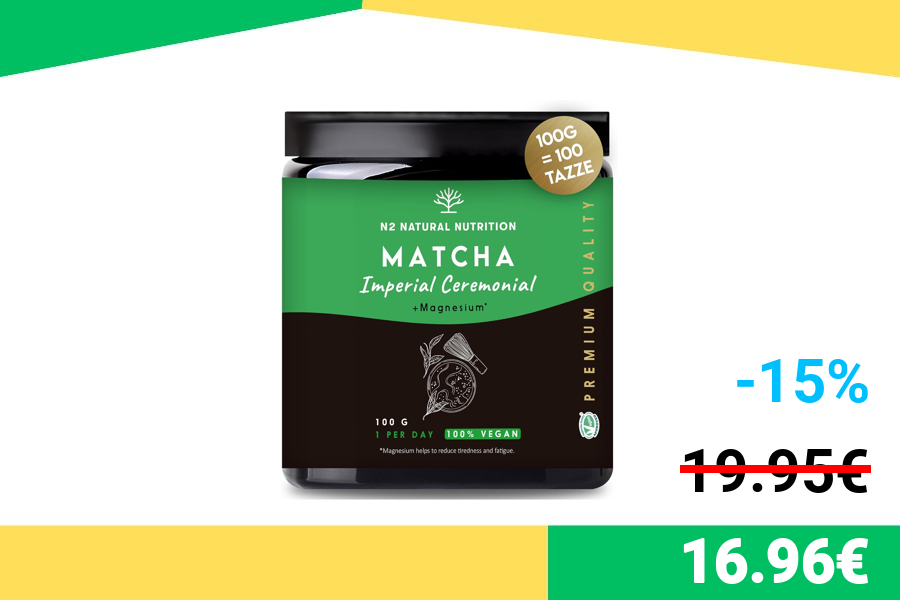 100G
= 100
TAZZE
N2 NATURAL NUTRITION
MATCHA
Imperial Ceremonial
+Magnesium*
PREMIUM QUALITY
100 G
1 PER DAY 100% VEGAN
*Magnesium helps to reduce tiredness and fatigue.
-15%
19.95€
16.96€